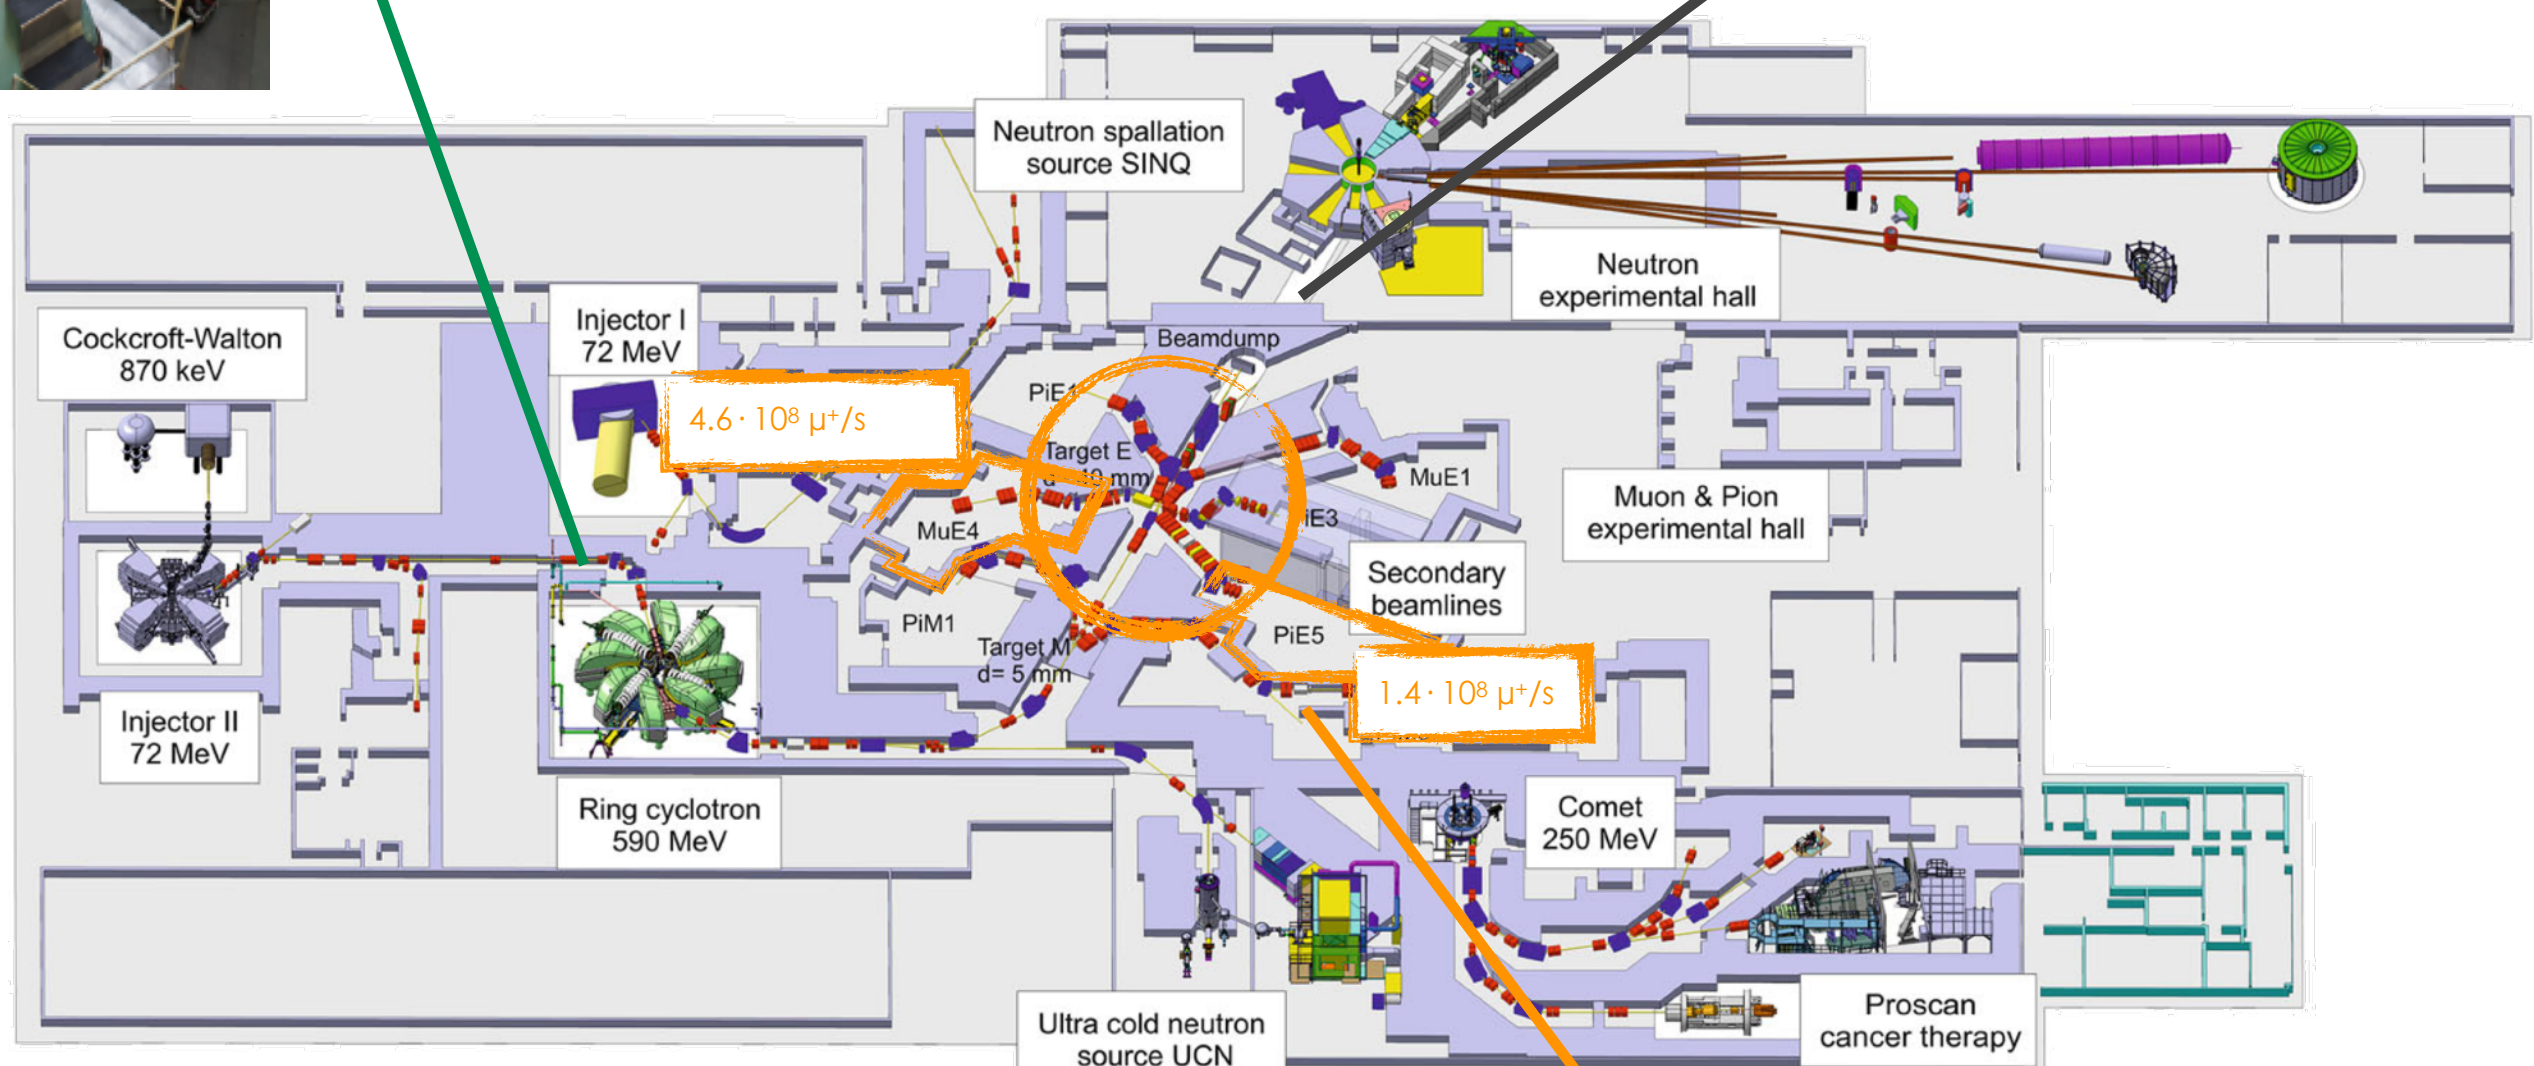 Neutron spallation
source SINQ
Neutron
experimental hall
Cockcroft-Walton
870 keV
Injector I
72 MeV
Beamdump
PiE1
4.6 · 10⁸ μ⁺/s
Target E
mm
MuE1
MuE4
Muon & Pion
experimental hall
Secondary
beamlines
PiM1
PiE5
Target M
d= 5 mm
1.4 · 10⁸ μ⁺/s
Injector II
72 MeV
Ring cyclotron
590 MeV
Comet
250 MeV
Ultra cold neutron
source UCN
Proscan
cancer therapy